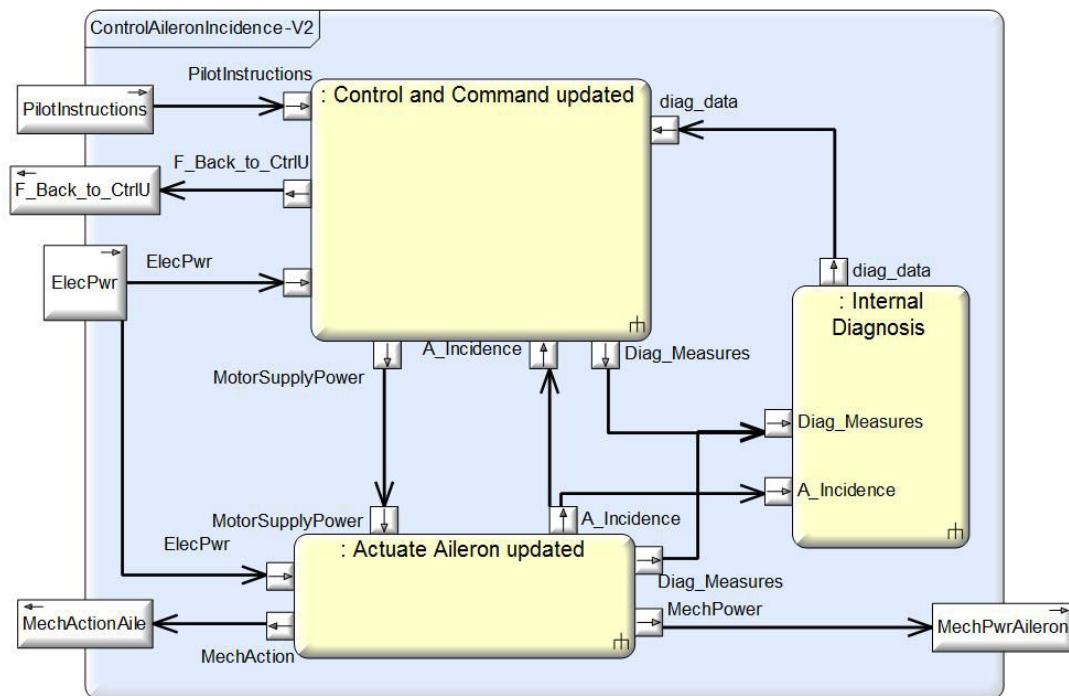 ControlAileronIncidence-V2
PilotInstructions
PilotInstructions
: Control and Command updated
diag_data
F_Back_to_CtrlU
F_Back_to_CtrlU
ElecPwr
ElecPwr
diag_data
: Internal
Diagnosis
A_Incidence
Diag_Measures
MotorSupplyPower
Diag_Measures
A_Incidence
MotorSupplyPower
A_Incidence
ElecPwr
: Actuate Aileron updated
Diag_Measures
MechPower
MechActionAile
MechAction
MechPwrAileron